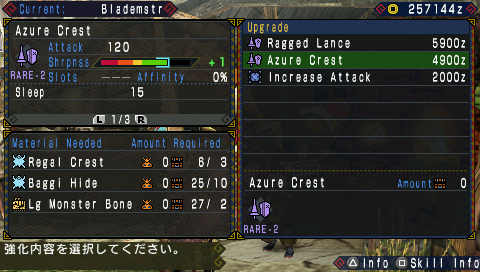 Current: Blademstr
257144z
Azure Crest
Attack 120
Shrpnss +1
RARE-2 Slots --- Affinity 0%
Sleep 15
L 1/3 R
Material Needed Amount Required
Regal Crest 0 6/ 3
Baggi Hide 0 25/10
Lg Monster Bone 0 27/ 2
Upgrade
Ragged Lance 5900z
Azure Crest 4900z
Increase Attack 2000z
Azure Crest Amount 0
RARE-2
強化内容を選択してください。
Info Skill Info